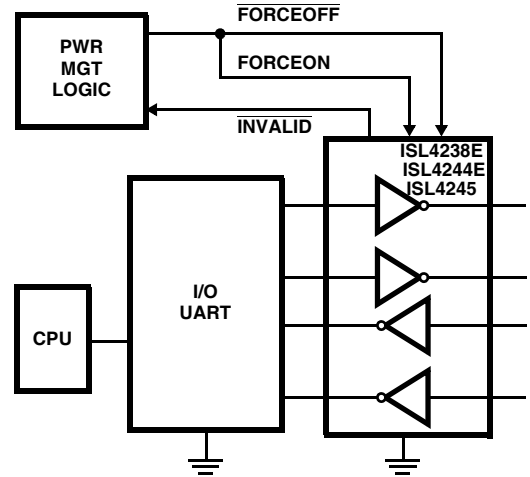 FORCEOFF
PWR
MGT
LOGIC
FORCEON
INVALID
ISL4238E
ISL4244E
ISL4245
I/O
UART
CPU